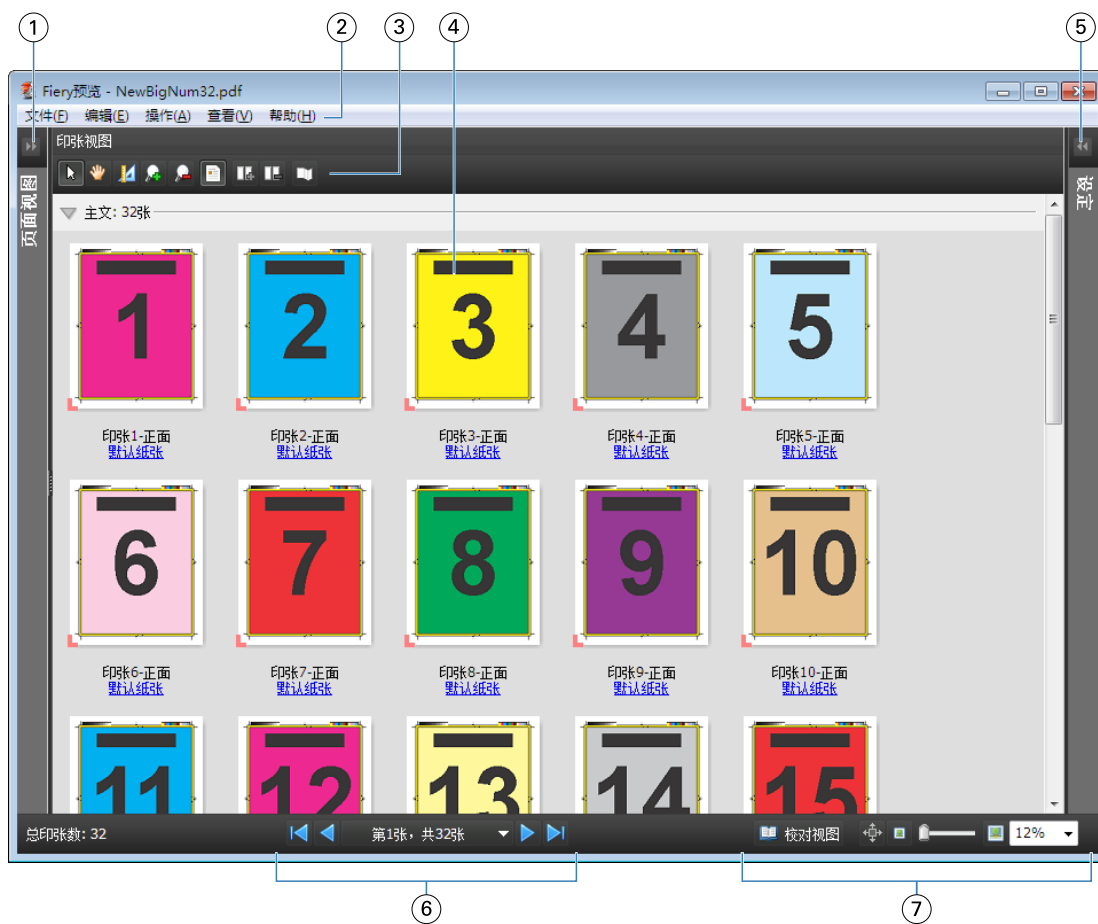 1 2 3 4 5
Fiery预览 - NewBigNum32.pdf
文件(F) 编辑(E) 操作(A) 查看(V) 帮助(H)
印张视图
页面视图
设定
主文: 32张
1 2 3 4 5
印张1-正面 印张2-正面 印张3-正面 印张4-正面 印张5-正面
默认纸张 默认纸张 默认纸张 默认纸张 默认纸张
6 7 8 9 10
印张6-正面 印张7-正面 印张8-正面 印张9-正面 印张10-正面
默认纸张 默认纸张 默认纸张 默认纸张 默认纸张
11 12 13 14 15
总印张数: 32 第1张，共32张 校对视图 12%
6 7